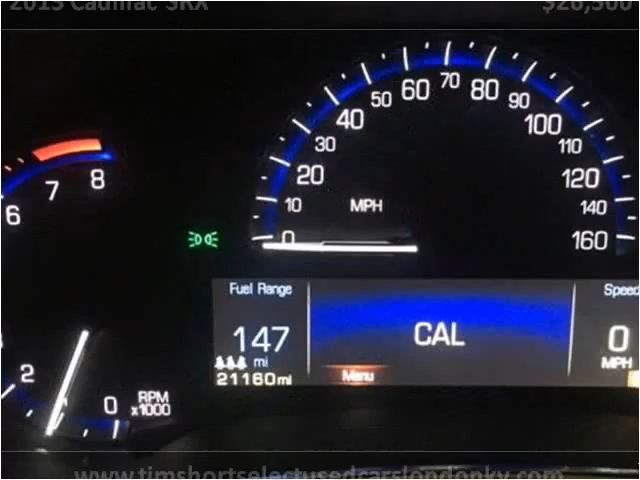 2013 Cadillac SRX $26,500
60 70 80
50 90
40 100
30 110
20 120
10 MPH 140
0 160
6 7 8
Fuel Range Speed
147 CAL 0
mi MPH
21160mi Menu
2 0 RPM x1000
www.timshortselectusedcarslondonky.com